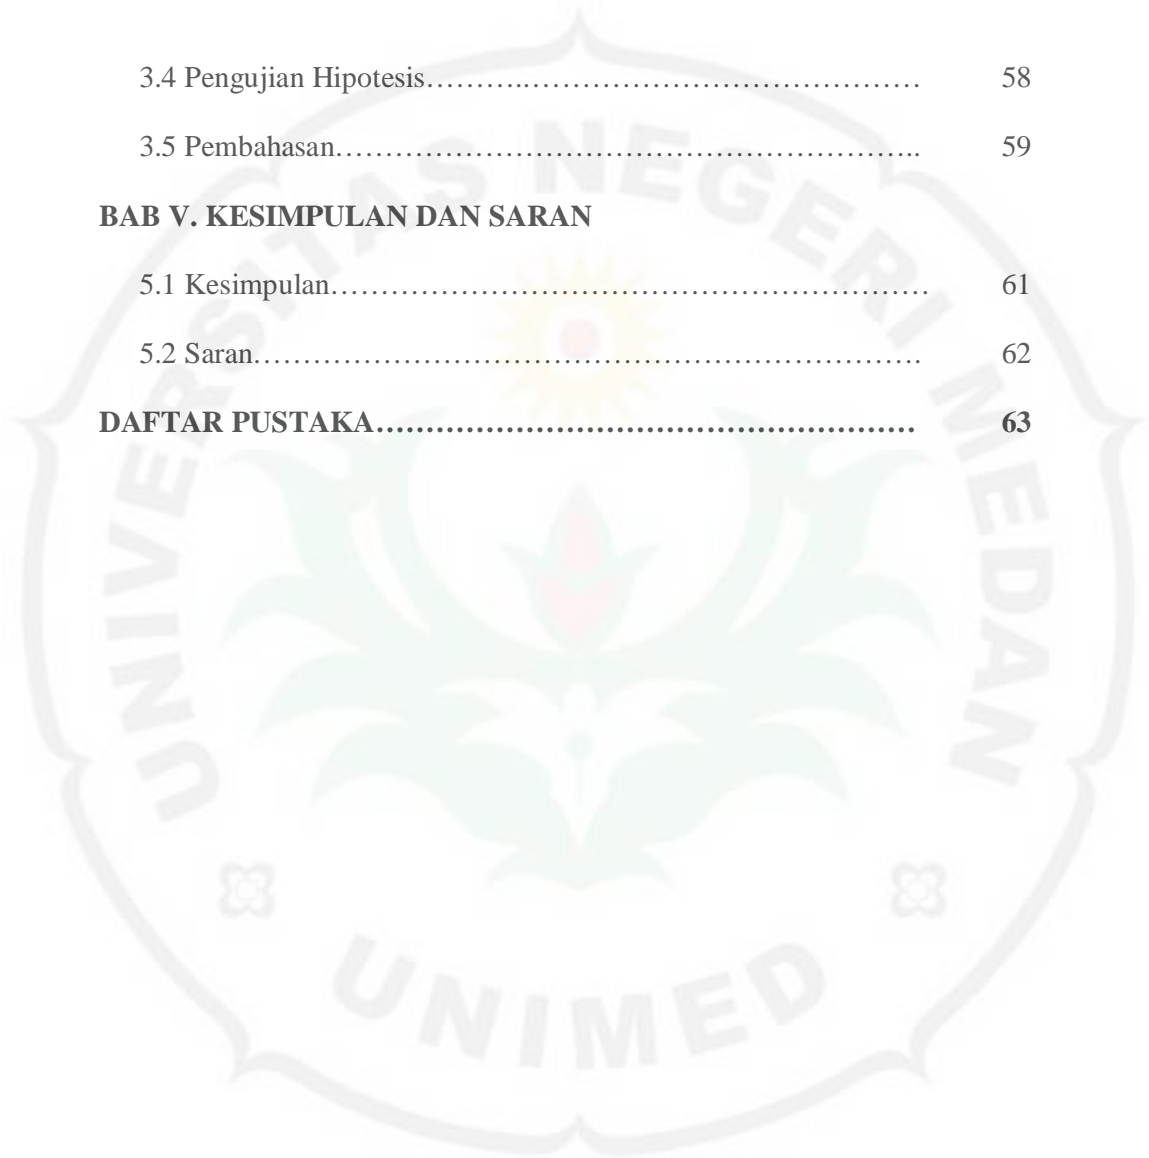 3.4 Pengujian Hipotesis………..………………………………… 58
3.5 Pembahasan………………………………………………….. 59
BAB V. KESIMPULAN DAN SARAN
5.1 Kesimpulan…………………………………………………… 61
5.2 Saran…………………………………………………………. 62
DAFTAR PUSTAKA……………………………………………… 63
UNIVERSITAS NEGERI MEDAN
UNIMED